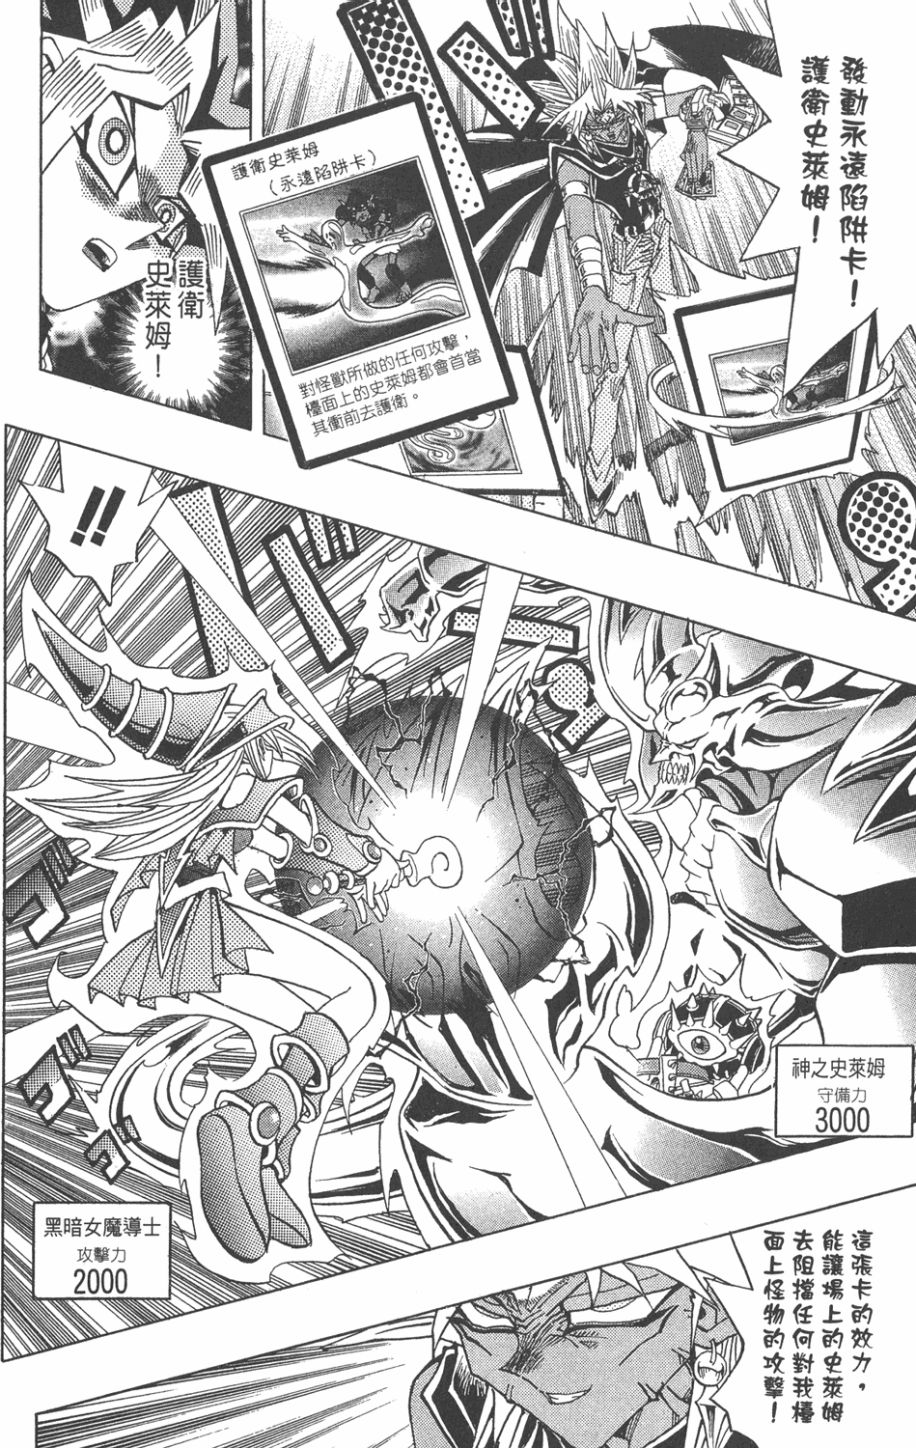 發動永遠陷阱卡！
護衛史萊姆！
護衛史萊姆
（永遠陷阱卡）
對怪獸所做的任何攻擊，
檯面上的史萊姆都會首當
其衝前去護衛。
護衛
史萊姆！
!!
神之史萊姆
守備力
3000
黑暗女魔導士
攻擊力
2000
這張卡的效力，
能讓場上的史萊姆
去阻擋任何對我檯
面上怪物的攻擊！